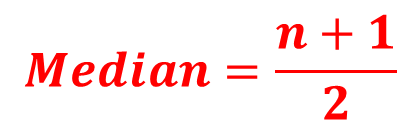 Median = (n + 1) / 2